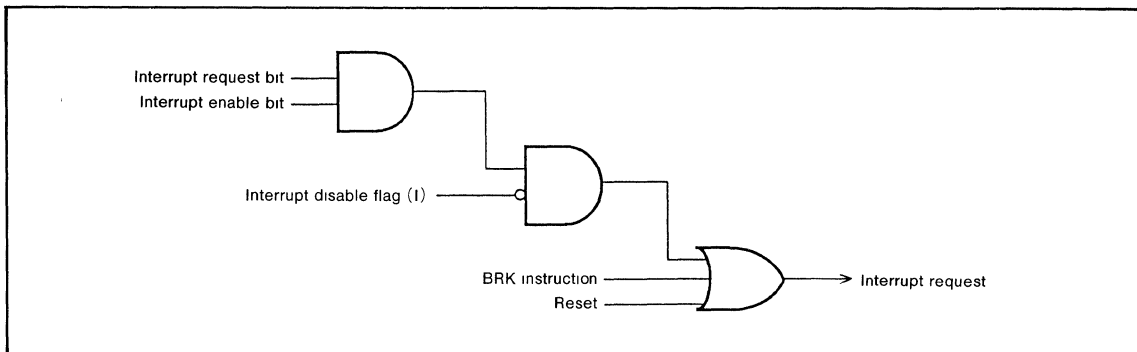 Interrupt request bit
Interrupt enable bit
Interrupt disable flag (I)
BRK instruction
Interrupt request
Reset